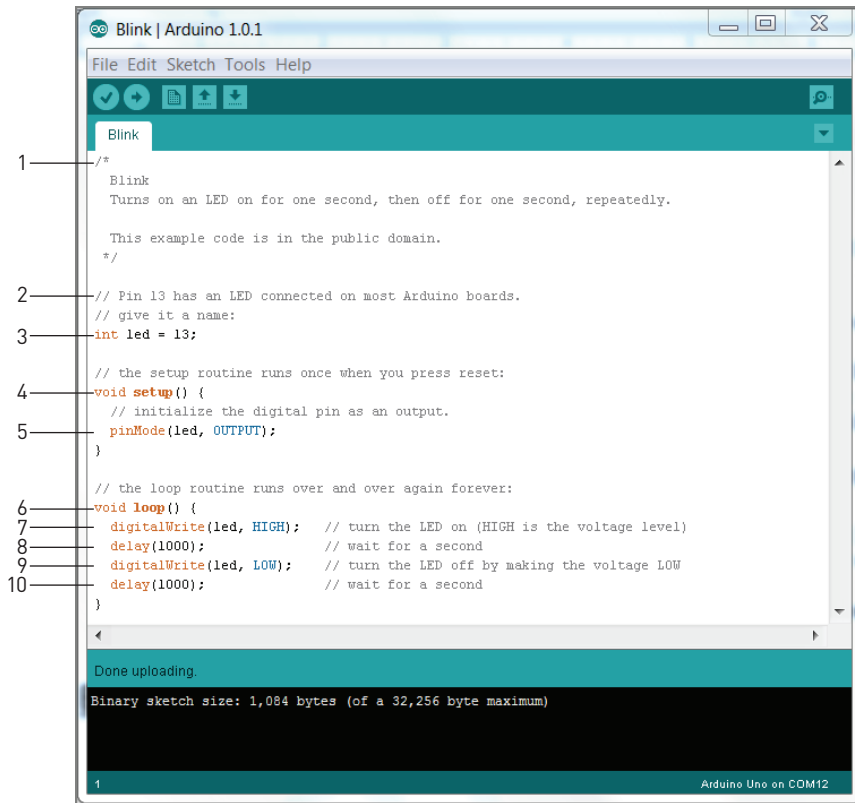 Blink | Arduino 1.0.1
File Edit Sketch Tools Help
Blink
1 /*
Blink
Turns on an LED on for one second, then off for one second, repeatedly.
This example code is in the public domain.
*/
2 // Pin 13 has an LED connected on most Arduino boards.
// give it a name:
3 int led = 13;
// the setup routine runs once when you press reset:
4 void setup() {
// initialize the digital pin as an output.
5 pinMode(led, OUTPUT);
}
// the loop routine runs over and over again forever:
6 void loop() {
7 digitalWrite(led, HIGH); // turn the LED on (HIGH is the voltage level)
8 delay(1000); // wait for a second
9 digitalWrite(led, LOW); // turn the LED off by making the voltage LOW
10 delay(1000); // wait for a second
}
Done uploading.
Binary sketch size: 1,084 bytes (of a 32,256 byte maximum)
1 Arduino Uno on COM12